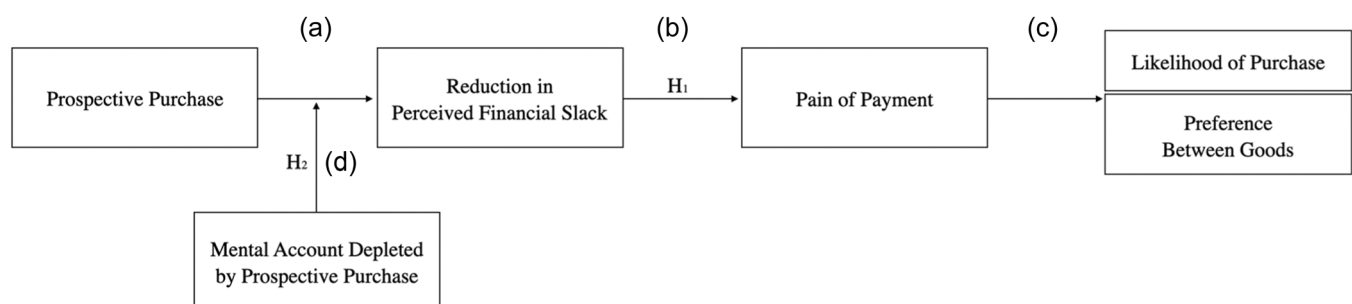 (a)
(b)
(c)
Prospective Purchase
Reduction in
Perceived Financial Slack
H₁
Pain of Payment
Likelihood of Purchase
Preference
Between Goods
H₂
(d)
Mental Account Depleted
by Prospective Purchase